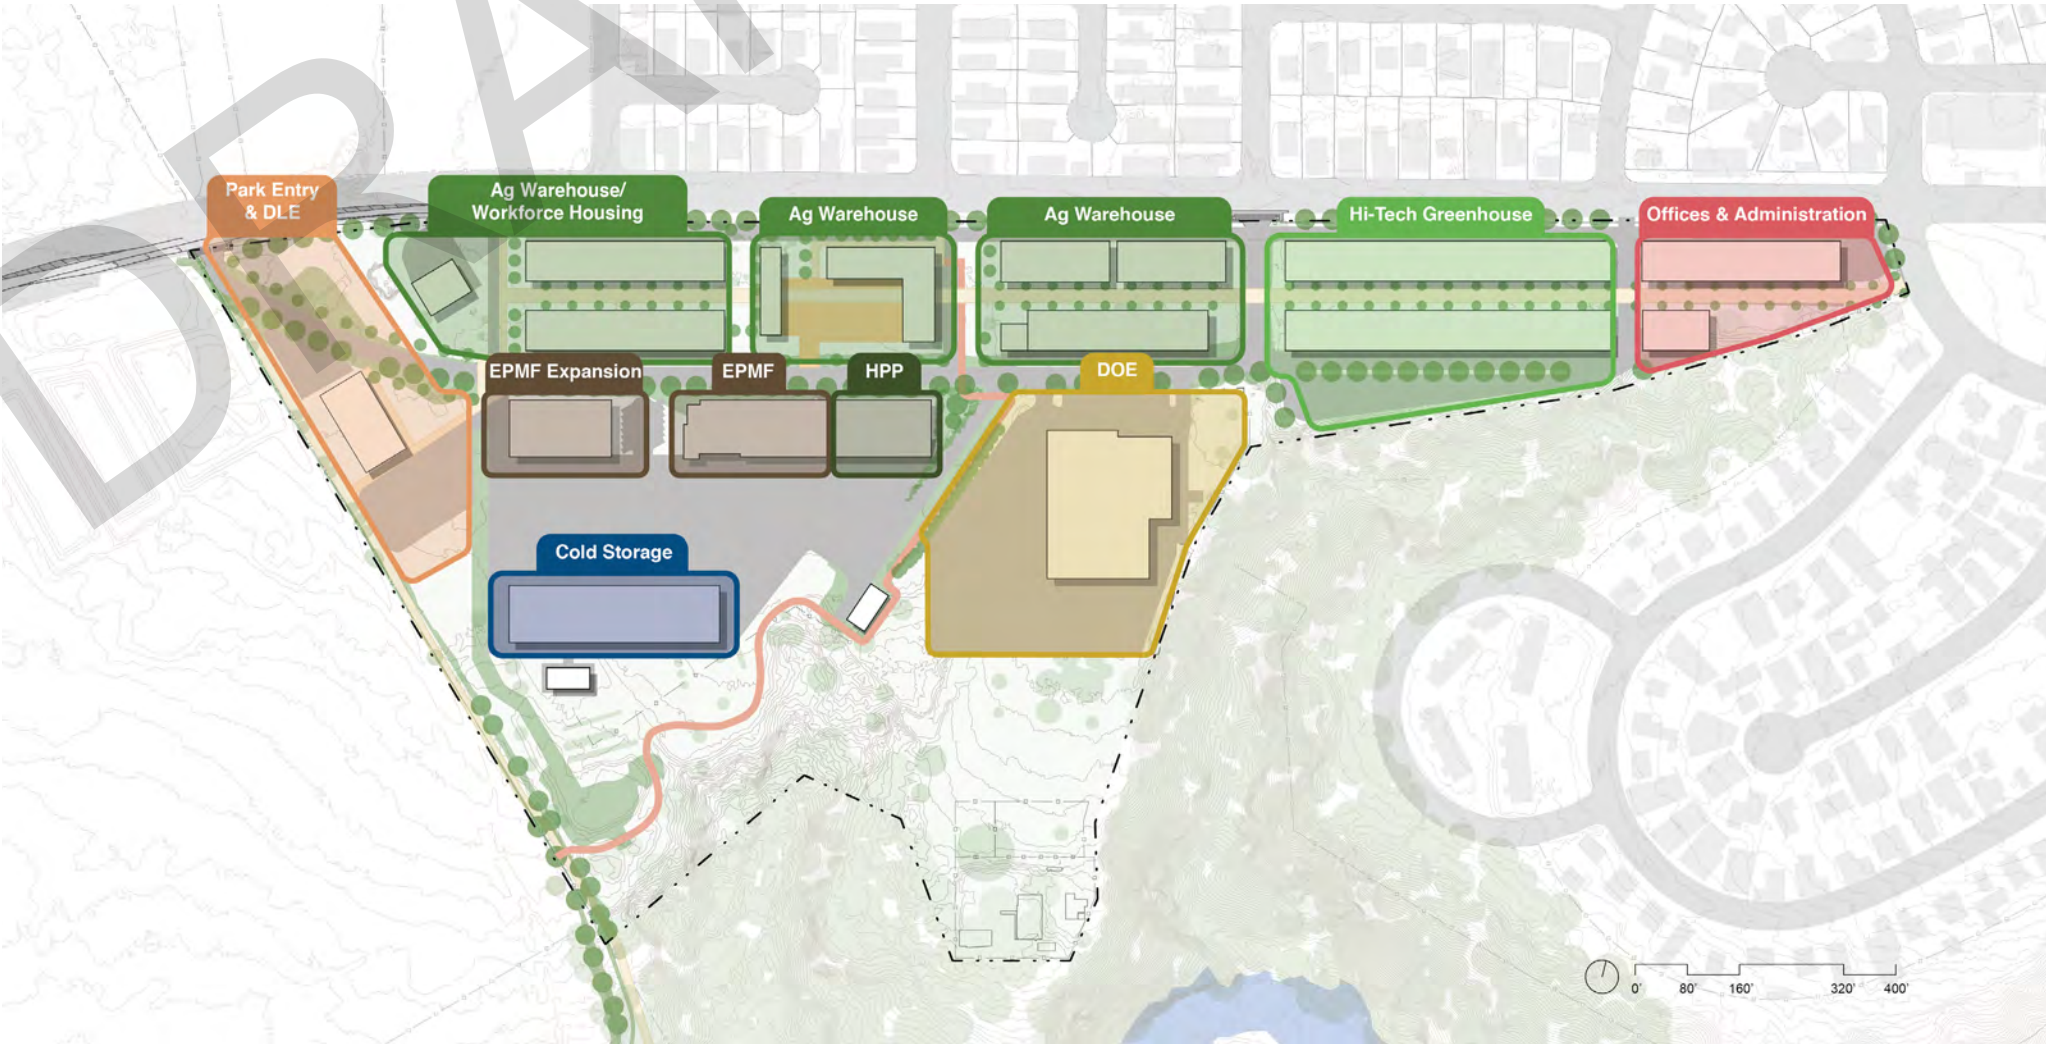 DRA
Park Entry
& DLE
Ag Warehouse/
Workforce Housing
Ag Warehouse
Ag Warehouse
Hi-Tech Greenhouse
Offices & Administration
EPMF Expansion
EPMF
HPP
DOE
Cold Storage
0'
80'
160'
320'
400'